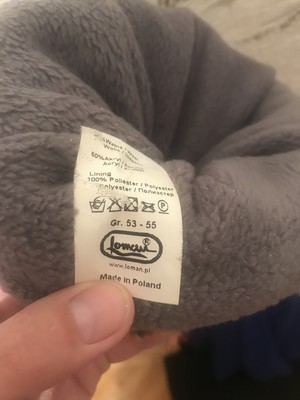 Lining
100% Poliester / Polyester
Polyester / Полиэстер
P
Gr. 53 - 55
Loman ®
www.loman.pl
Made in Poland